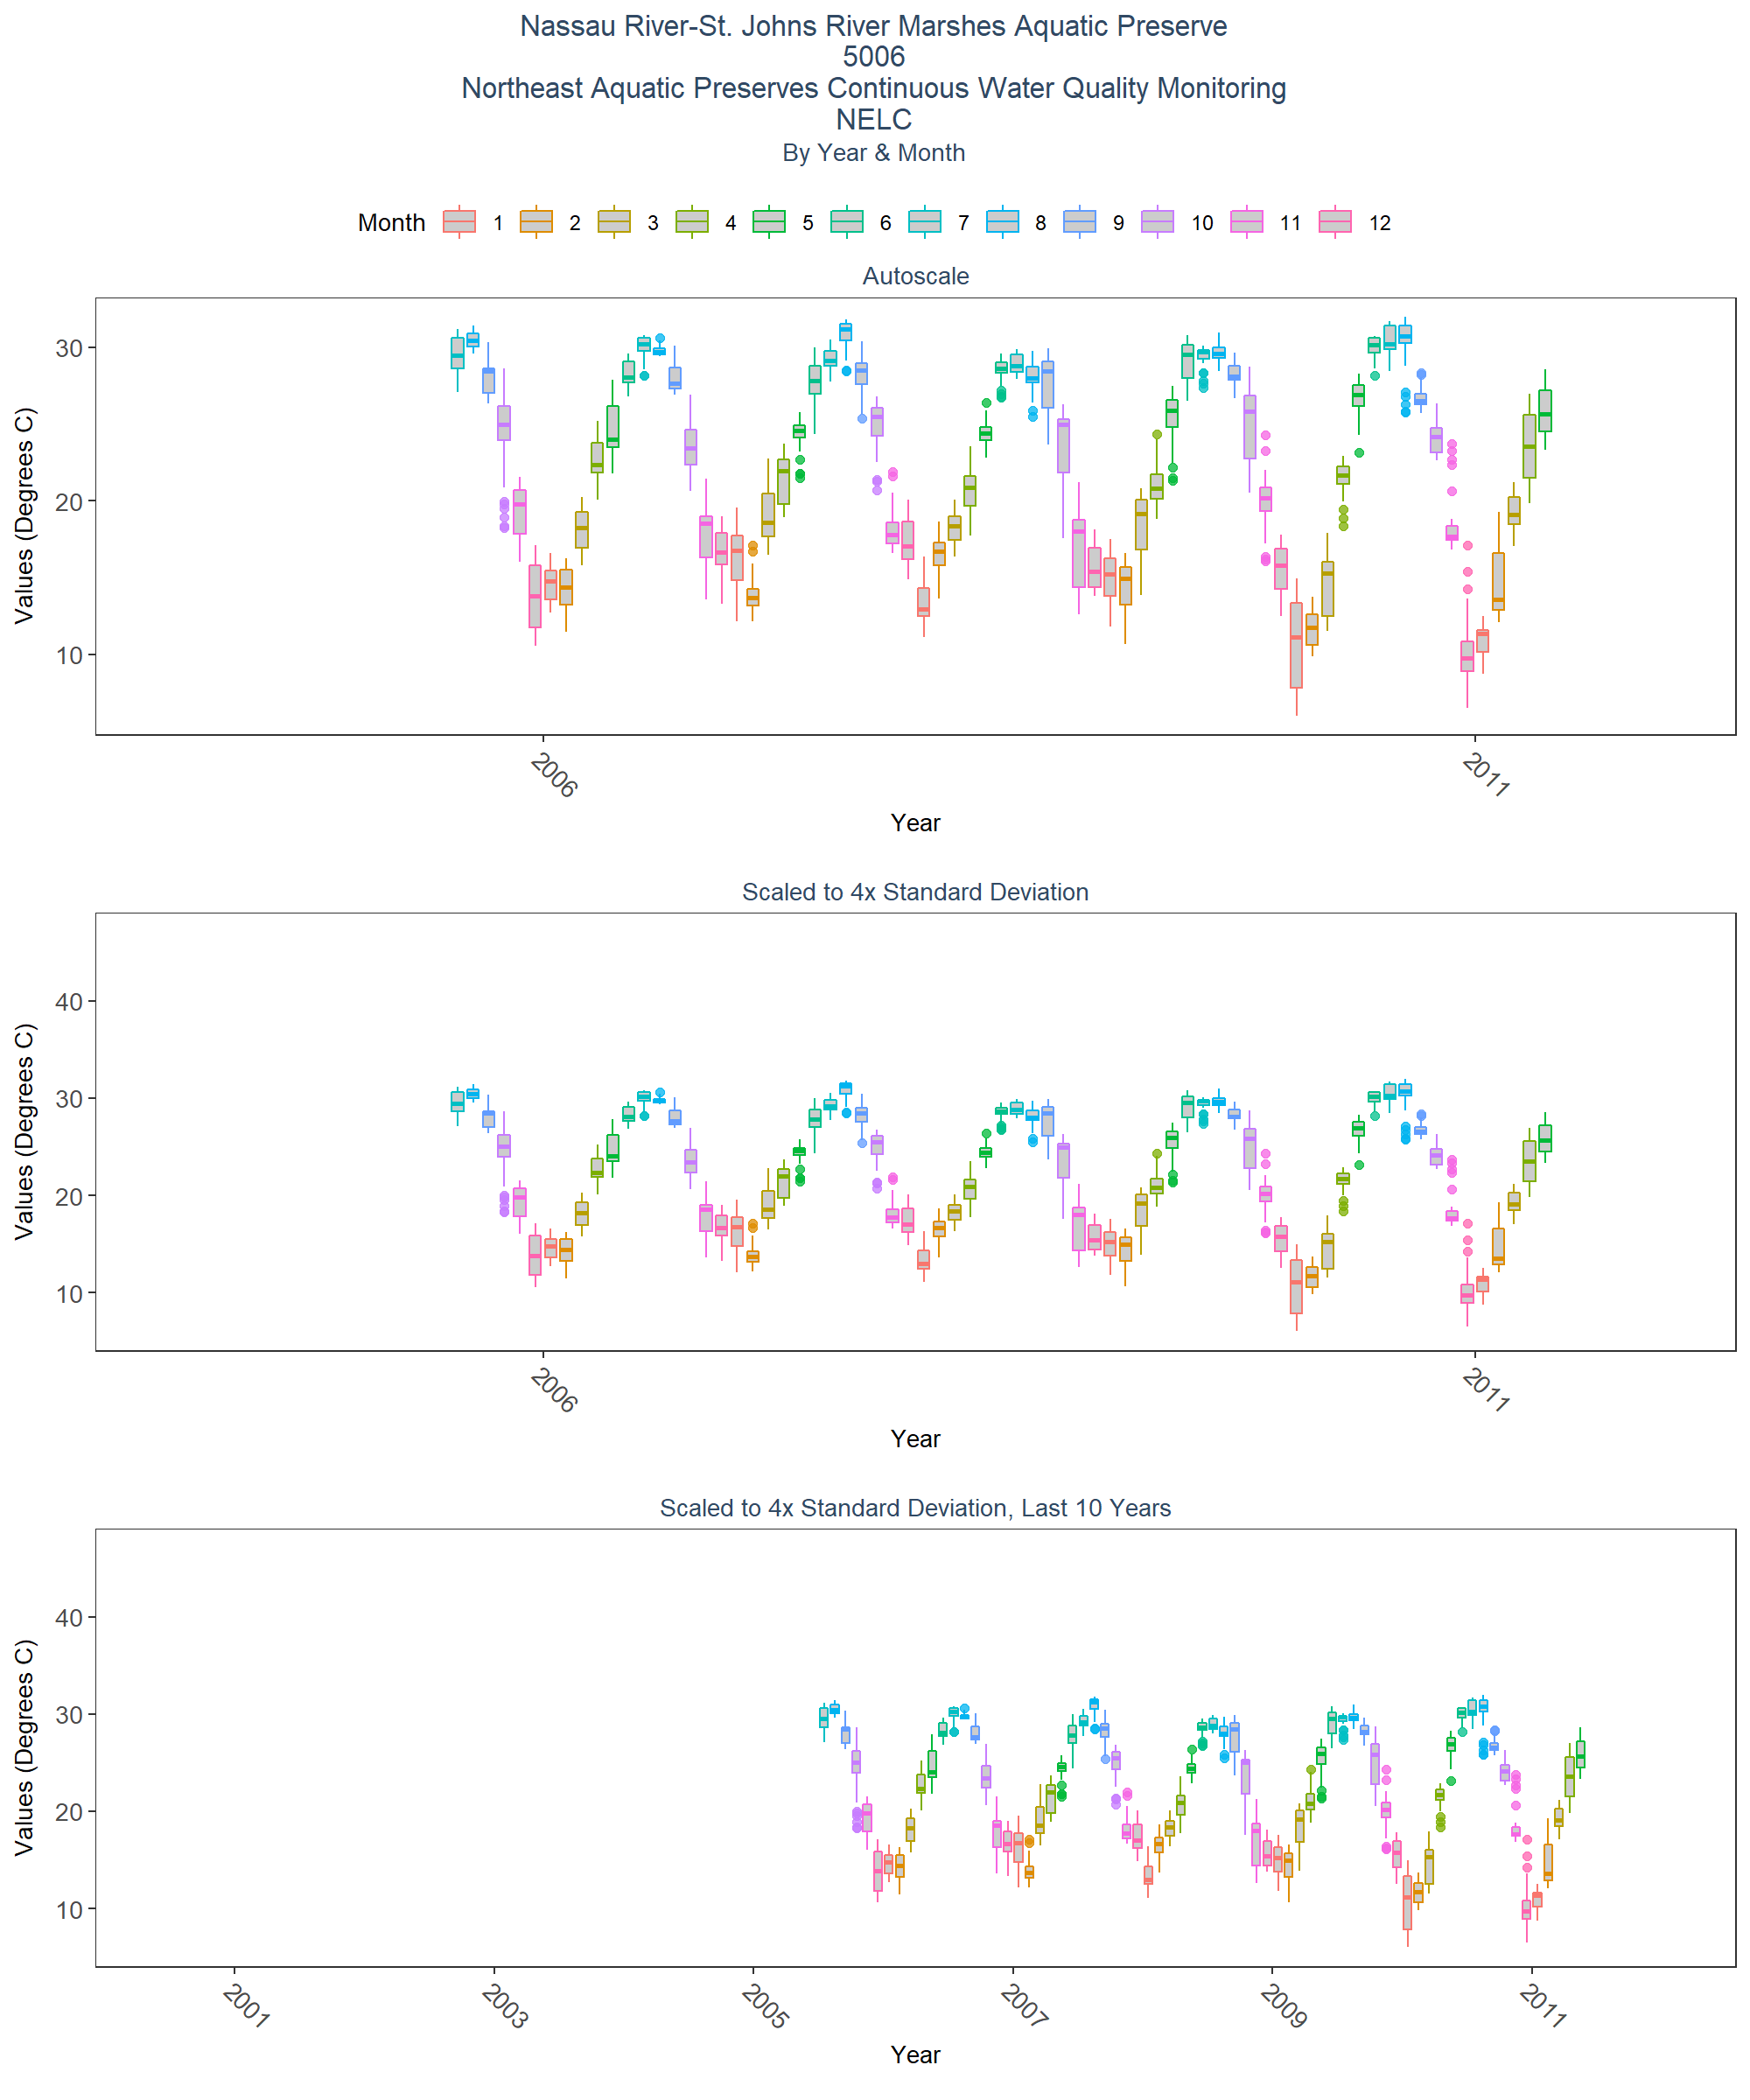 Nassau River-St. Johns River Marshes Aquatic Preserve
5006
Northeast Aquatic Preserves Continuous Water Quality Monitoring
NELC
By Year & Month
Month 1 2 3 4 5 6 7 8 9 10 11 12
Autoscale
Values (Degrees C)
30
20
10
2006 2011
Year
Scaled to 4x Standard Deviation
Values (Degrees C)
40
30
20
10
2006 2011
Year
Scaled to 4x Standard Deviation, Last 10 Years
Values (Degrees C)
40
30
20
10
2001 2003 2005 2007 2009 2011
Year